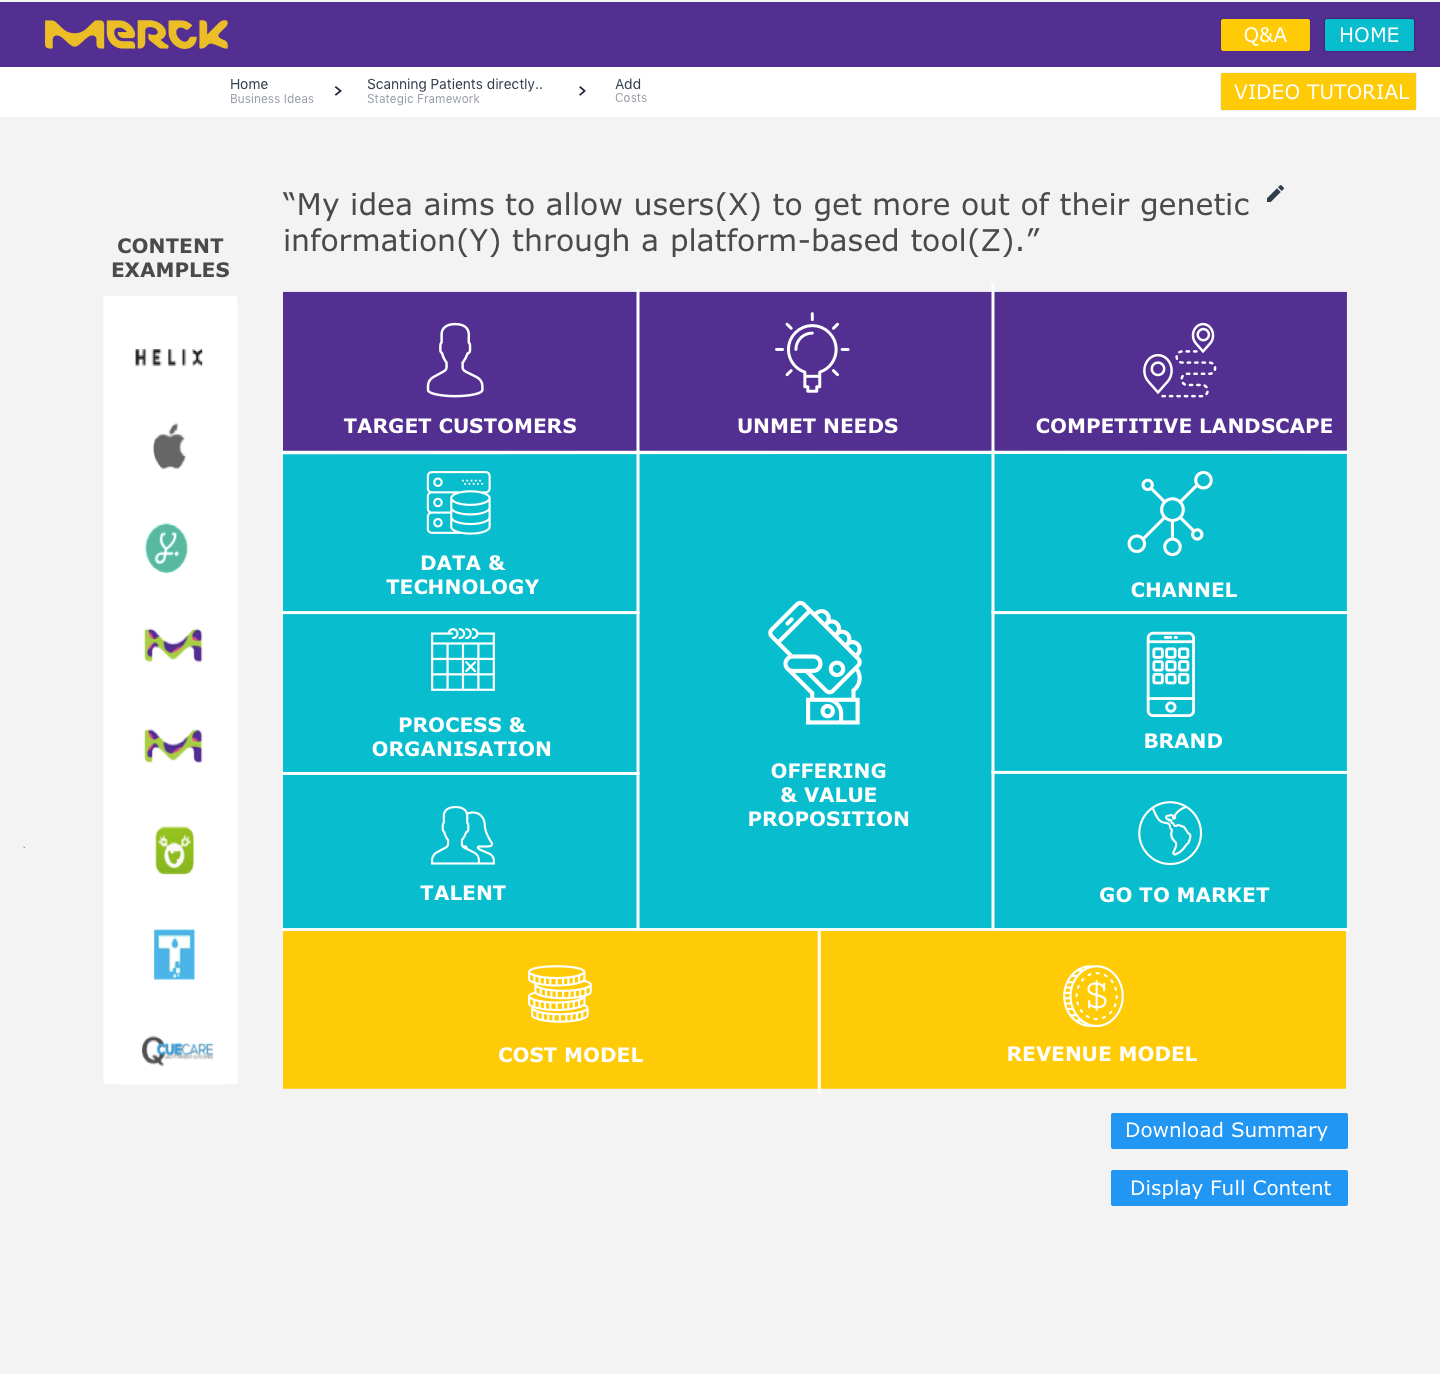 MERCK
Q&A
HOME
Home
Business Ideas
Scanning Patients directly..
Stategic Framework
Add
Costs
VIDEO TUTORIAL
“My idea aims to allow users(X) to get more out of their genetic
information(Y) through a platform-based tool(Z).”
CONTENT
EXAMPLES
HELIX
QCUECARE
TARGET CUSTOMERS
UNMET NEEDS
COMPETITIVE LANDSCAPE
DATA &
TECHNOLOGY
CHANNEL
PROCESS &
ORGANISATION
BRAND
OFFERING
& VALUE
PROPOSITION
TALENT
GO TO MARKET
COST MODEL
REVENUE MODEL
Download Summary
Display Full Content